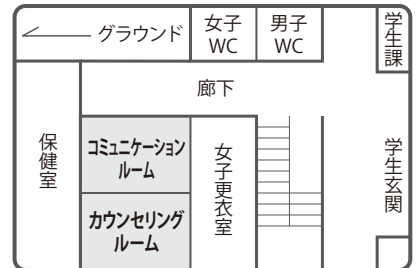 グラウンド
女子
WC
男子
WC
学生課
廊下
保健室
コミュニケーション
ルーム
カウンセリング
ルーム
女子更衣室
学生玄関